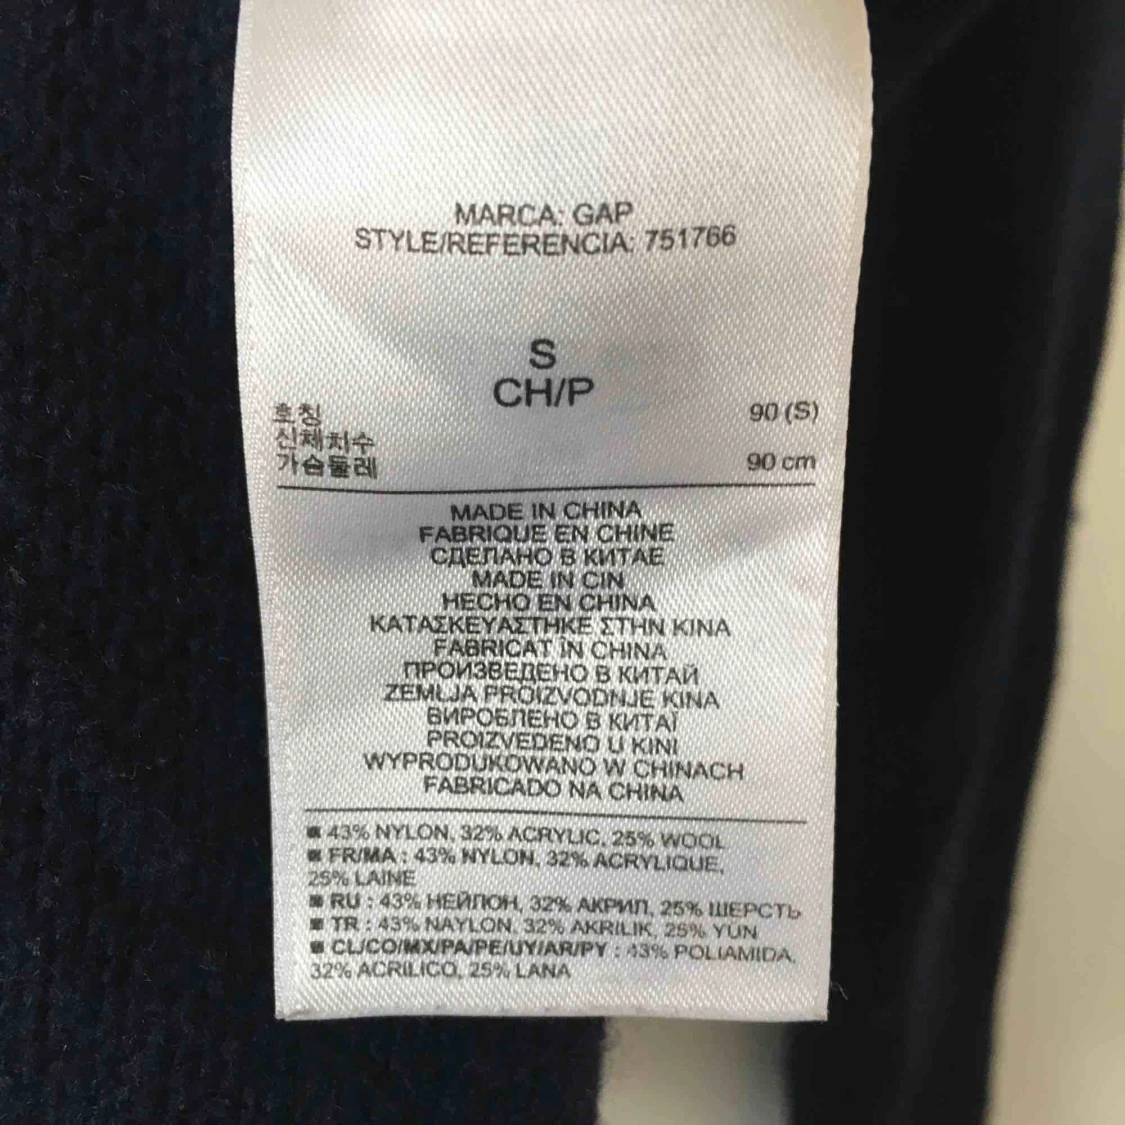 MARCA: GAP
STYLE/REFERENCIA: 751766
S
CH/P
호칭 90 (S)
신체치수
가슴둘레 90 cm
MADE IN CHINA
FABRIQUE EN CHINE
СДЕЛАНО В КИТАЕ
MADE IN CIN
HECHO EN CHINA
ΚΑΤΑΣΚΕΥΑΣΤΗΚΕ ΣΤΗΝ ΚΙΝΑ
FABRICAT ÎN CHINA
ПРОИЗВЕДЕНО В КИТАЙ
ZEMLJA PROIZVODNJE KINA
ВИРОБЛЕНО В КИТАЇ
PROIZVEDENO U KINI
WYPRODUKOWANO W CHINACH
FABRICADO NA CHINA
■ 43% NYLON, 32% ACRYLIC, 25% WOOL
■ FR/MA : 43% NYLON, 32% ACRYLIQUE,
25% LAINE
■ RU : 43% НЕЙЛОН, 32% АКРИЛ, 25% ШЕРСТЬ
■ TR : 43% NAYLON, 32% AKRILIK, 25% YUN
■ CL/CO/MX/PA/PE/UY/AR/PY : 43% POLIAMIDA,
32% ACRILICO, 25% LANA